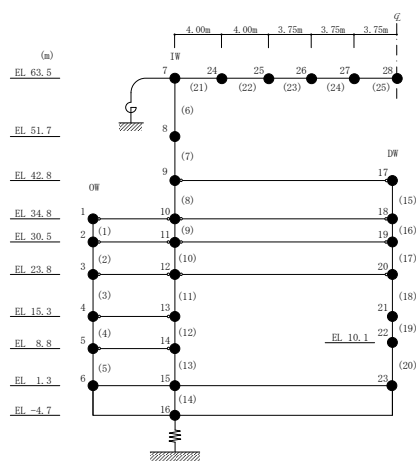 ℄
4.00m 4.00m 3.75m 3.75m 3.75m
(m)
IW
EL 63.5 7 24 25 26 27 28
(21) (22) (23) (24) (25)
(6)
EL 51.7 8
(7)
DW
EL 42.8 9 17
OW
(8) (15)
EL 34.8 1 10 18
(1) (9) (16)
EL 30.5 2 11 19
(2) (10) (17)
EL 23.8 3 12 20
(3) (11) (18)
EL 15.3 4 13 21
(4) (12) (19)
EL 10.1 22
EL 8.8 5 14
(5) (13) (20)
EL 1.3 6 15 23
(14)
EL -4.7 16